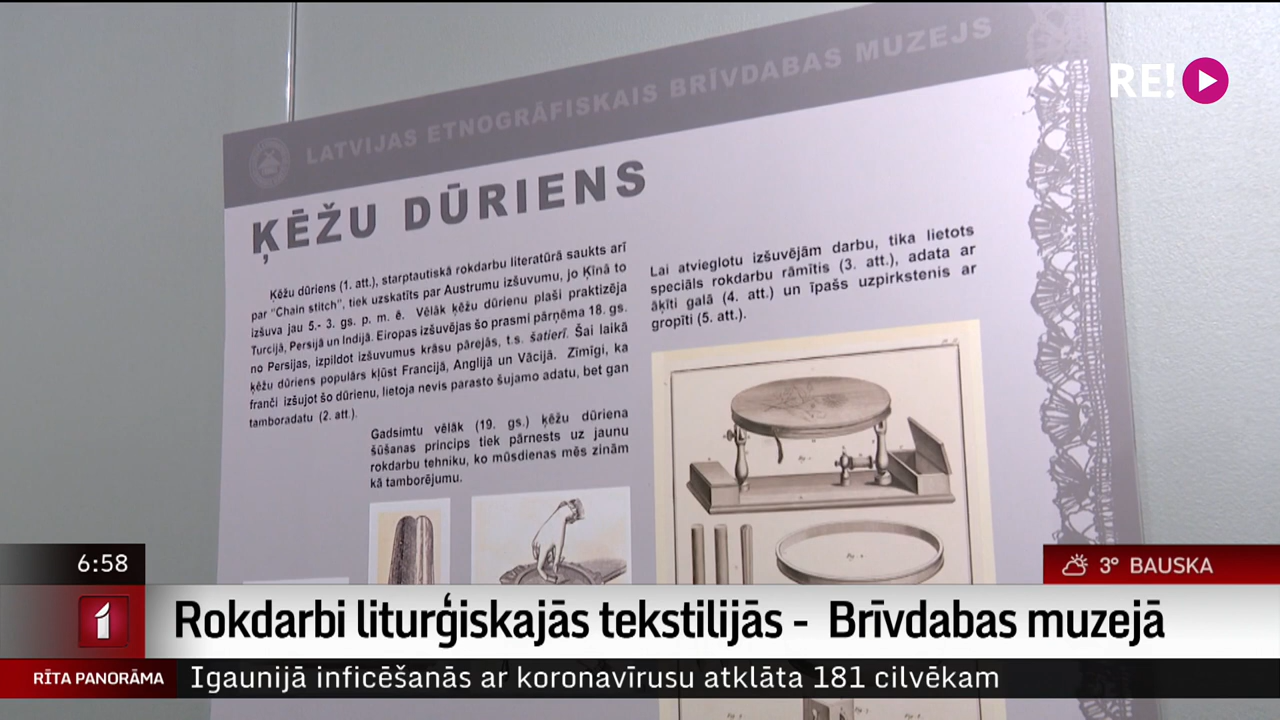 RE!
LATVIJAS ETNOGRĀFISKAIS BRĪVDABAS MUZEJS
ĶĒŽU DŪRIENS
Ķēžu dūriens (1. att.), starptautiskā rokdarbu literatūrā saukts arī
par "Chain stitch", tiek uzskatīts par Austrumu izšuvumu, jo Ķīnā to
izšuva jau 5.- 3. gs. p. m. ē. Vēlāk ķēžu dūrienu plaši praktizēja
Turcijā, Persijā un Indijā. Eiropas izšuvējas šo prasmi pārņēma 18. gs.
no Persijas, izpildot izšuvumus krāsu pārejās, t.s. šatierī. Šai laikā
ķēžu dūriens populārs kļūst Francijā, Anglijā un Vācijā. Zīmīgi, ka
franči izšujot šo dūrienu, lietoja nevis parasto šujamo adatu, bet gan
tamboradatu (2. att.).
Gadsimtu vēlāk (19. gs.) ķēžu dūriena
šūšanas princips tiek pārnests uz jaunu
rokdarbu tehniku, ko mūsdienas mēs zinām
kā tamborējumu.
Lai atvieglotu izšuvējām darbu, tika lietots
speciāls rokdarbu rāmītis (3. att.), adata ar
āķīti galā (4. att.) un īpašs uzpirkstenis ar
gropīti (5. att.).
6:58
3° BAUSKA
1
Rokdarbi liturģiskajās tekstilijās - Brīvdabas muzejā
RĪTA PANORĀMA
Igaunijā inficēšanās ar koronavīrusu atklāta 181 cilvēkam